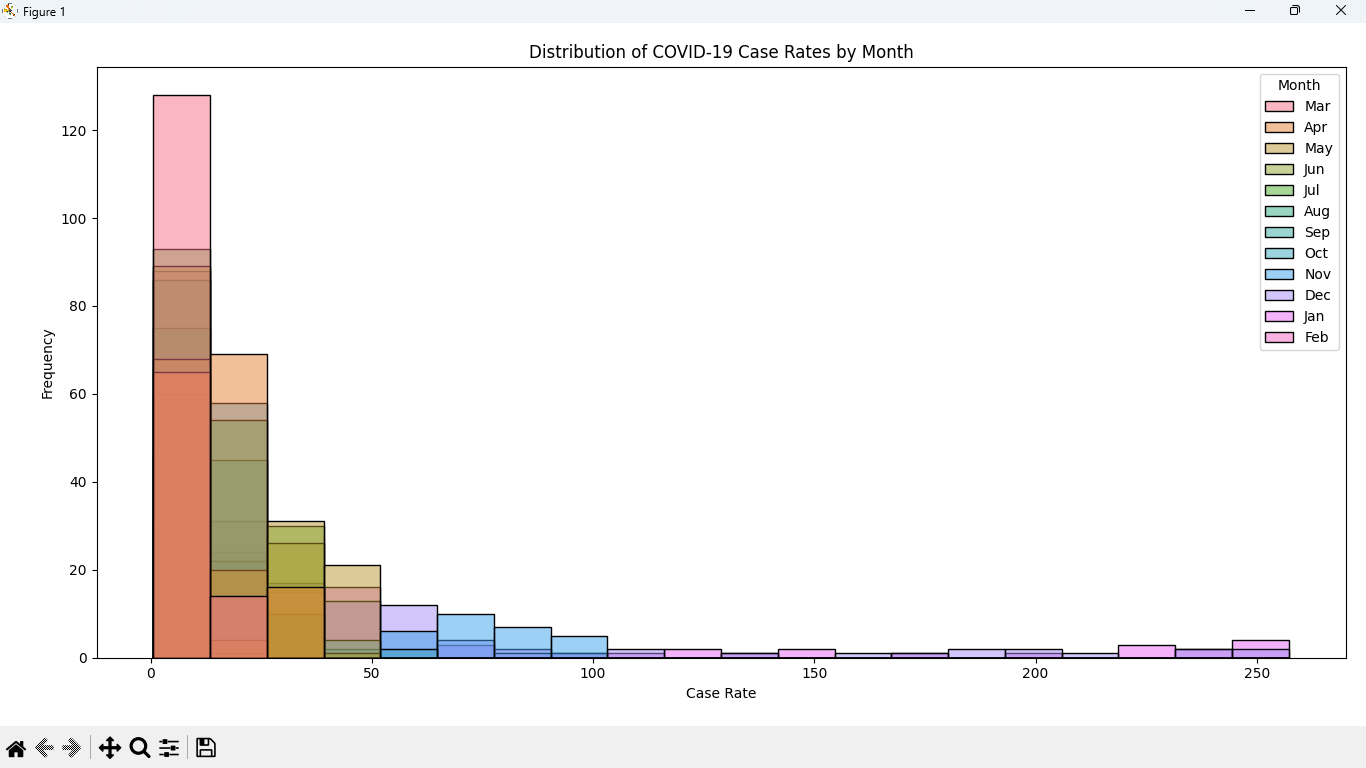 Figure 1
Distribution of COVID-19 Case Rates by Month
Month
Mar
Apr
May
Jun
Jul
Aug
Sep
Oct
Nov
Dec
Jan
Feb
Frequency
120
100
80
60
40
20
0
0 50 100 150 200 250
Case Rate